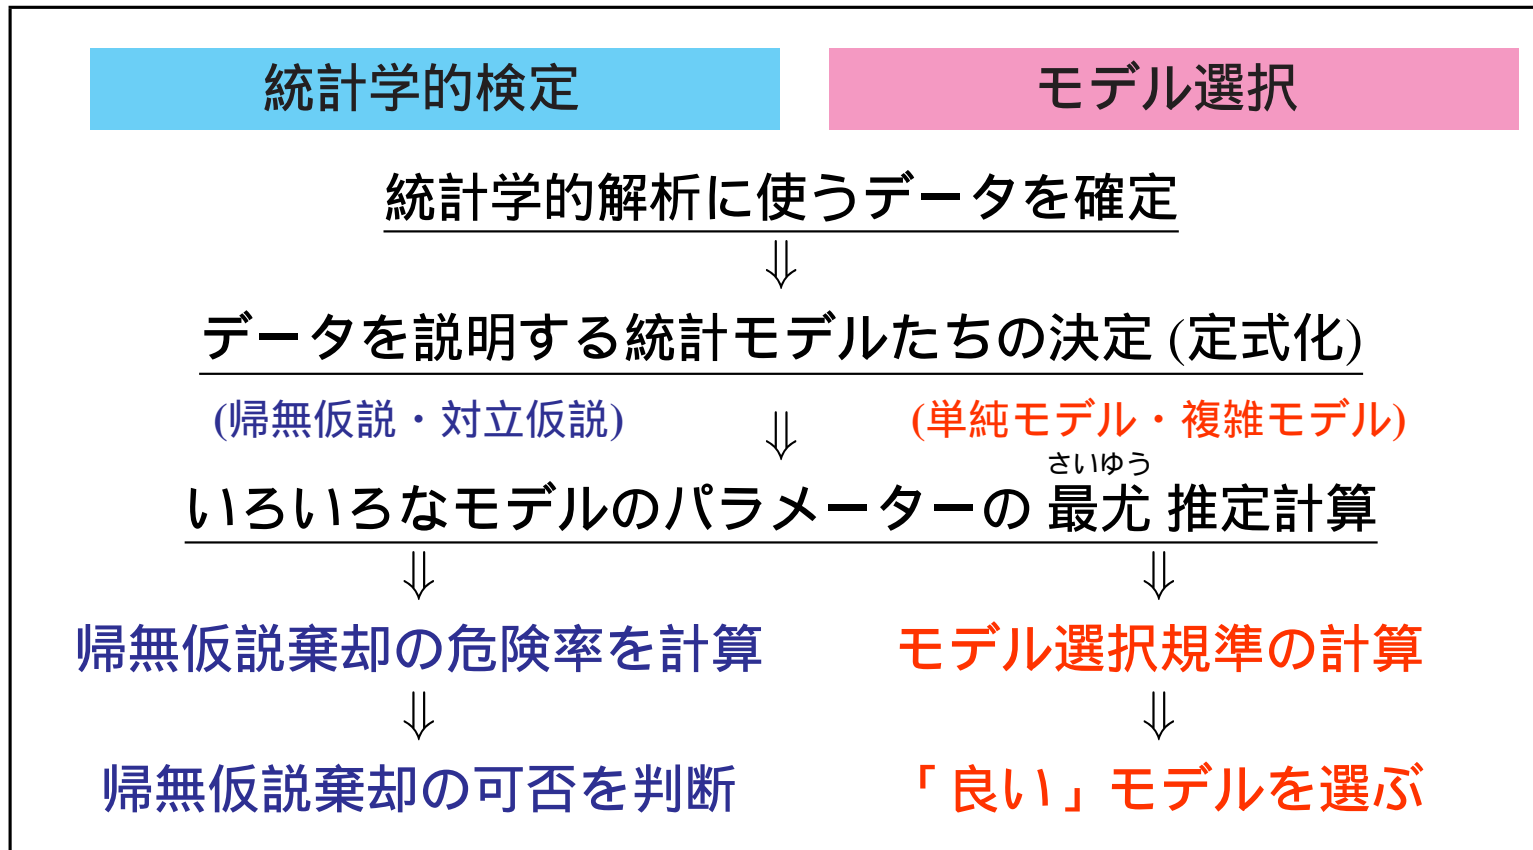 統計学的検定
モデル選択
統計学的解析に使うデータを確定
⇓
データを説明する統計モデルたちの決定 (定式化)
(帰無仮説・対立仮説)
⇓
(単純モデル・複雑モデル)
さいゆう
いろいろなモデルのパラメーターの 最尤 推定計算
⇓
⇓
帰無仮説棄却の危険率を計算
モデル選択規準の計算
⇓
⇓
帰無仮説棄却の可否を判断
「良い」モデルを選ぶ